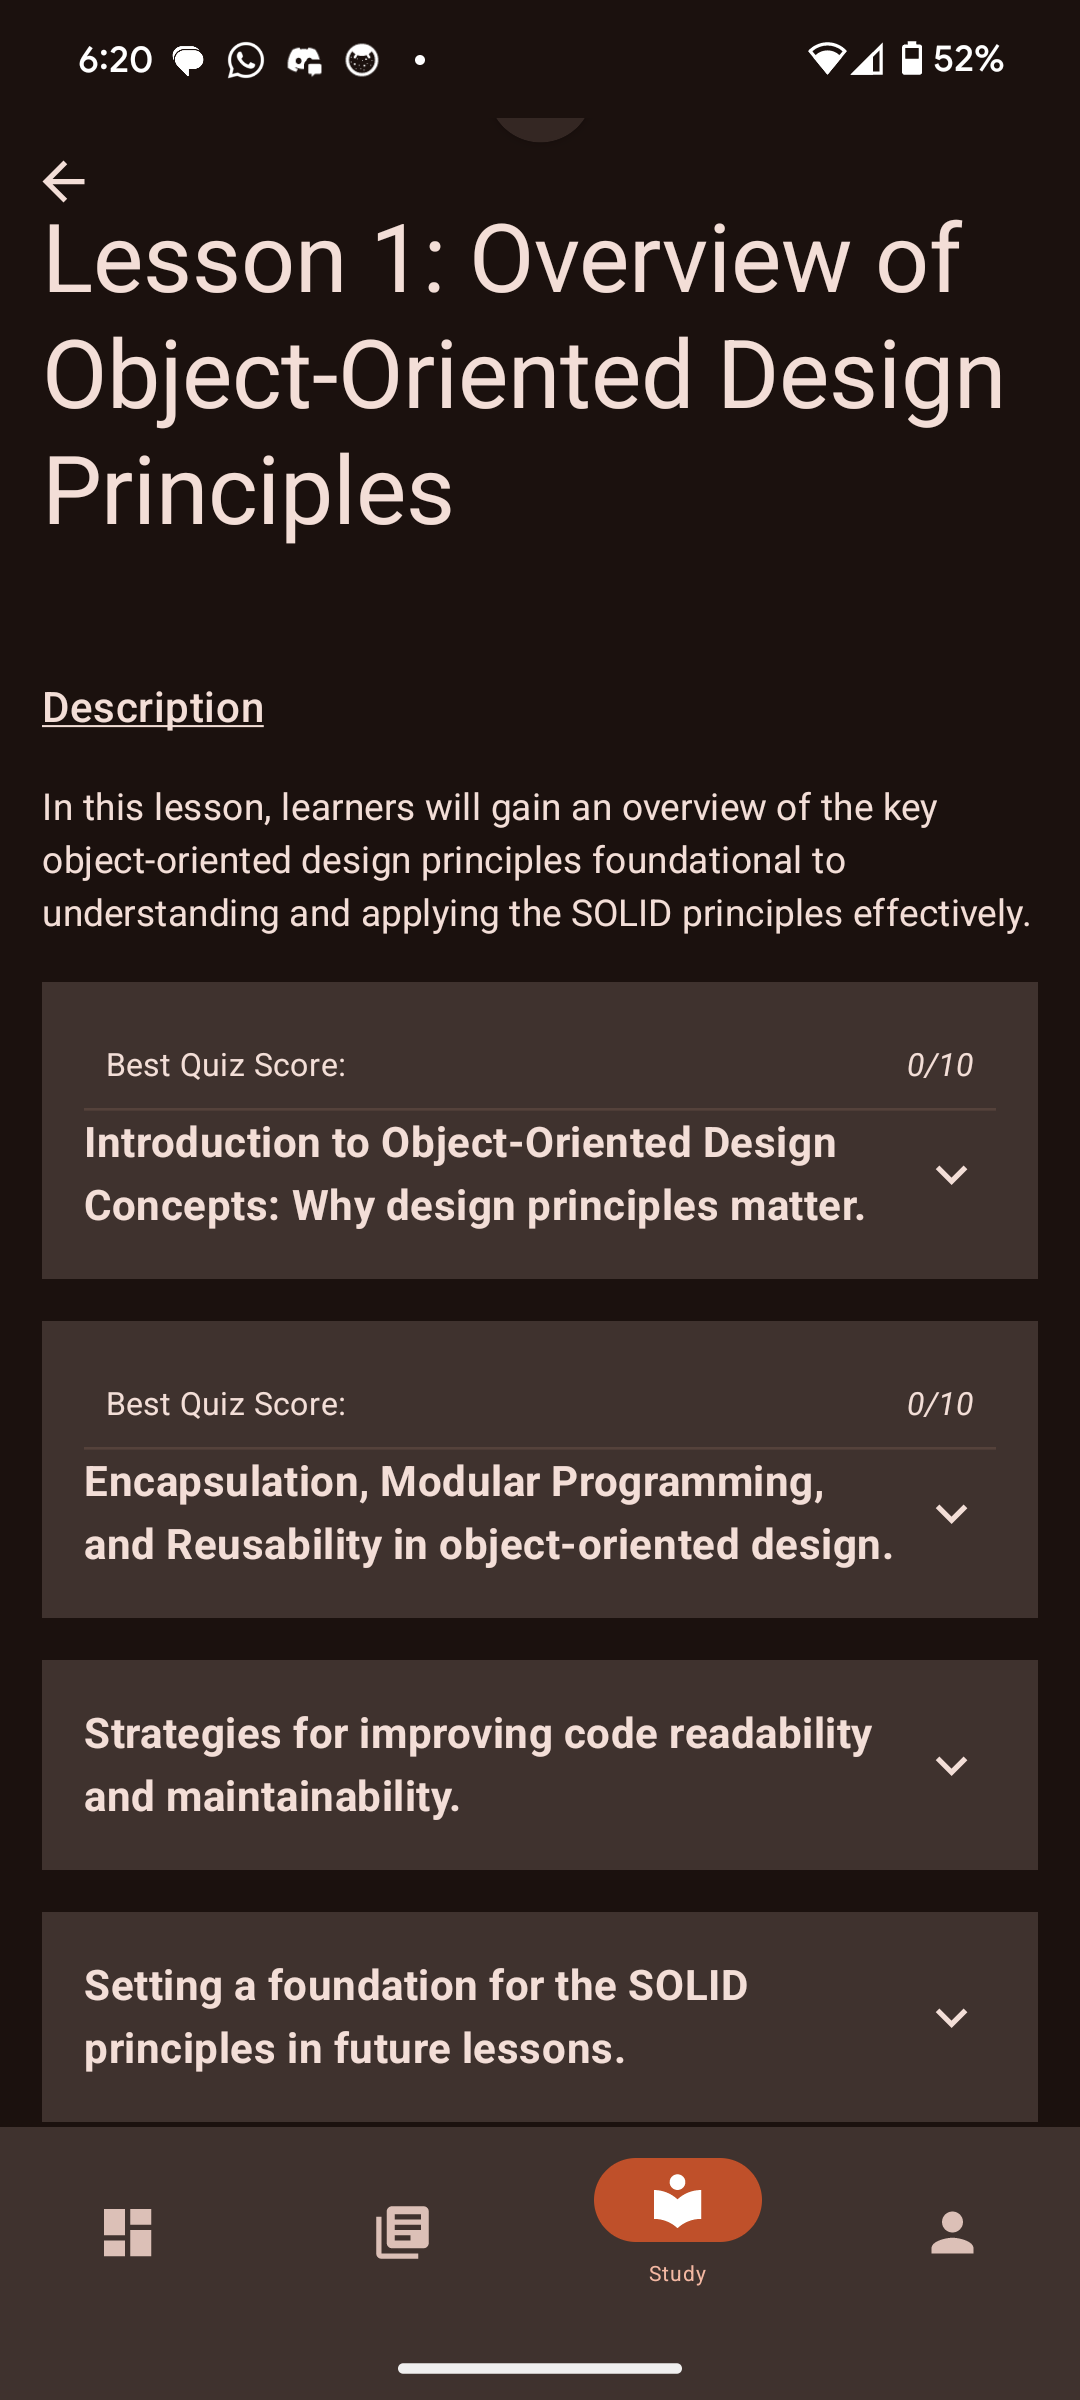 6:20
52%
Lesson 1: Overview of
Object-Oriented Design
Principles
Description
In this lesson, learners will gain an overview of the key
object-oriented design principles foundational to
understanding and applying the SOLID principles effectively.
Best Quiz Score: 0/10
Introduction to Object-Oriented Design
Concepts: Why design principles matter.
Best Quiz Score: 0/10
Encapsulation, Modular Programming,
and Reusability in object-oriented design.
Strategies for improving code readability
and maintainability.
Setting a foundation for the SOLID
principles in future lessons.
Study